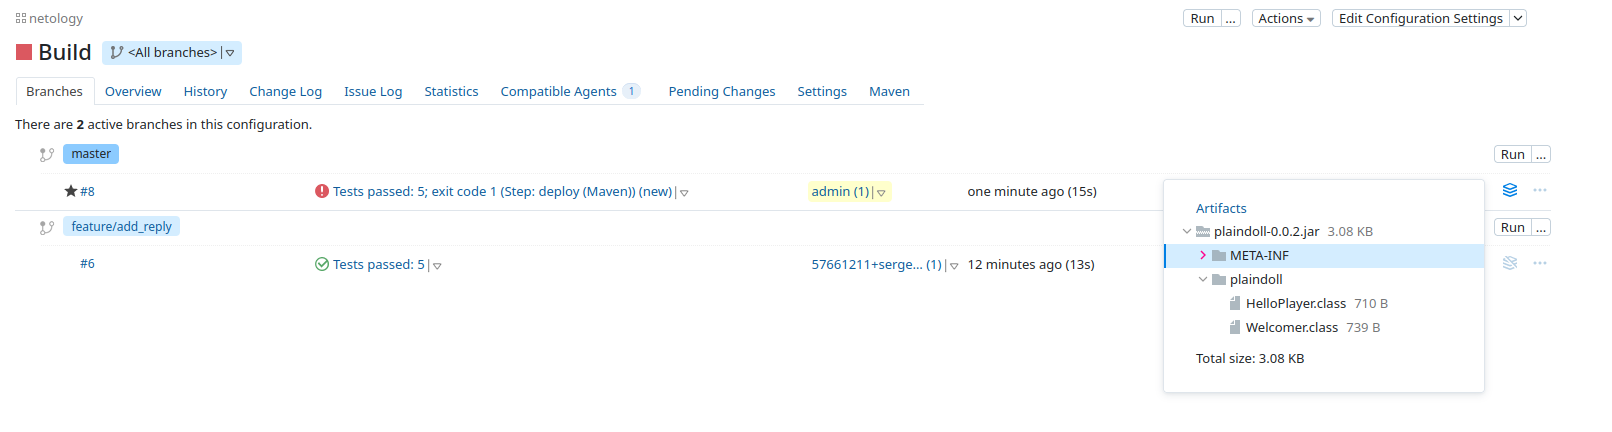 netology
Run ... Actions Edit Configuration Settings
Build <All branches>
Branches Overview History Change Log Issue Log Statistics Compatible Agents 1 Pending Changes Settings Maven
There are 2 active branches in this configuration.
master Run ...
#8 Tests passed: 5; exit code 1 (Step: deploy (Maven)) (new) admin (1) one minute ago (15s)
feature/add_reply Run ...
#6 Tests passed: 5 57661211+serge... (1) 12 minutes ago (13s)
Artifacts
plaindoll-0.0.2.jar 3.08 KB
META-INF
plaindoll
HelloPlayer.class 710 B
Welcomer.class 739 B
Total size: 3.08 KB